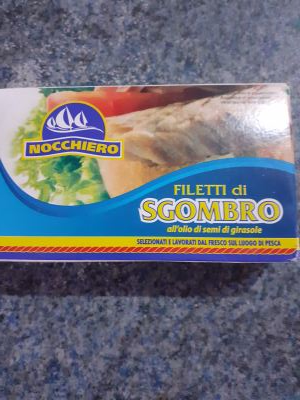 NOCCHIERO
FILETTI di
SGOMBRO
all'olio di semi di girasole
SELEZIONATI E LAVORATI DAL FRESCO SUL LUOGO DI PESCA